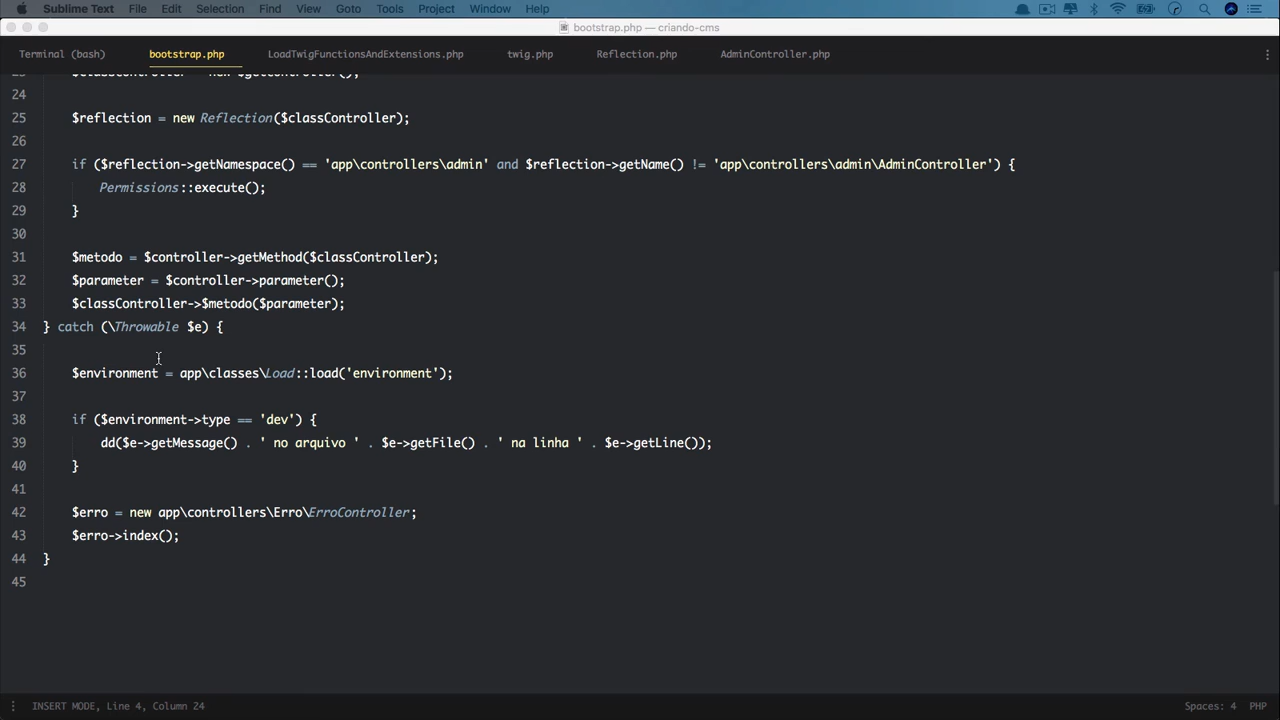 Sublime Text File Edit Selection Find View Goto Tools Project Window Help
bootstrap.php — criando-cms
Terminal (bash) bootstrap.php LoadTwigFunctionsAndExtensions.php twig.php Reflection.php AdminController.php
24
25 $reflection = new Reflection($classController);
26
27 if ($reflection->getNamespace() == 'app\controllers\admin' and $reflection->getName() != 'app\controllers\admin\AdminController') {
28 Permissions::execute();
29 }
30
31 $metodo = $controller->getMethod($classController);
32 $parameter = $controller->parameter();
33 $classController->$metodo($parameter);
34 } catch (\Throwable $e) {
35
36 $environment = app\classes\Load::load('environment');
37
38 if ($environment->type == 'dev') {
39 dd($e->getMessage() . ' no arquivo ' . $e->getFile() . ' na linha ' . $e->getLine());
40 }
41
42 $erro = new app\controllers\Erro\ErroController;
43 $erro->index();
44 }
45
INSERT MODE, Line 4, Column 24 Spaces: 4 PHP